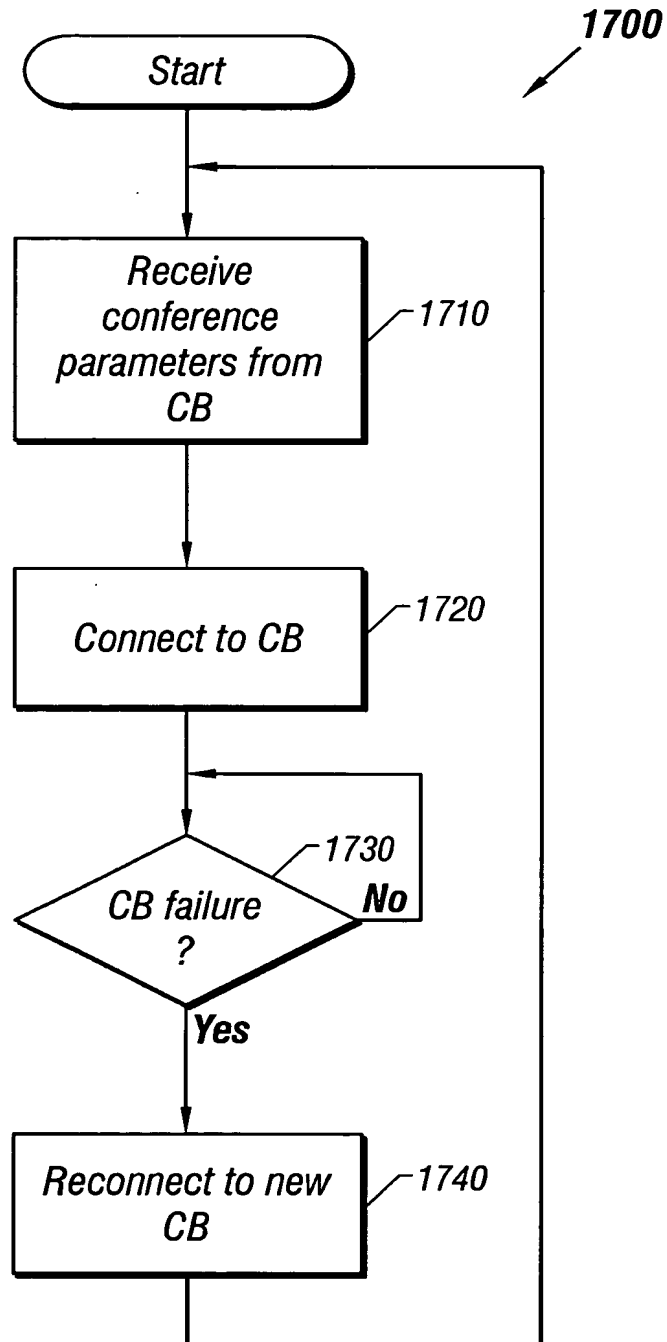 1700
Start
Receive
conference
parameters from
CB
1710
Connect to CB
1720
CB failure
?
1730
No
Yes
Reconnect to new
CB
1740